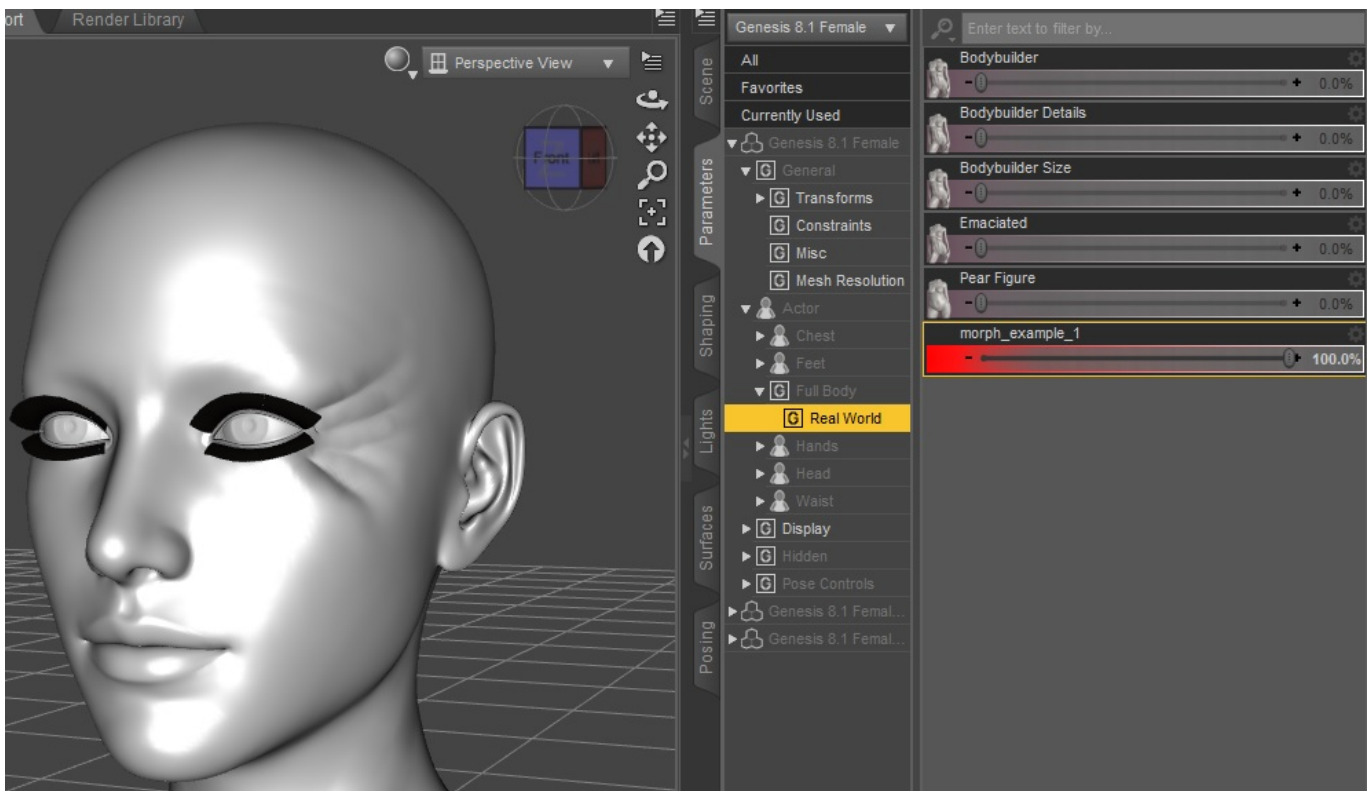 ort
Render Library
Perspective View
Front
Scene
Parameters
Shaping
Lights
Surfaces
Posing
Genesis 8.1 Female
All
Favorites
Currently Used
Genesis 8.1 Female
G General
G Transforms
G Constraints
G Misc
G Mesh Resolution
Actor
Chest
Feet
G Full Body
G Real World
Hands
Head
Waist
G Display
G Hidden
G Pose Controls
Genesis 8.1 Femal...
Genesis 8.1 Femal...
Enter text to filter by...
Bodybuilder
- + 0.0%
Bodybuilder Details
- + 0.0%
Bodybuilder Size
- + 0.0%
Emaciated
- + 0.0%
Pear Figure
- + 0.0%
morph_example_1
- + 100.0%